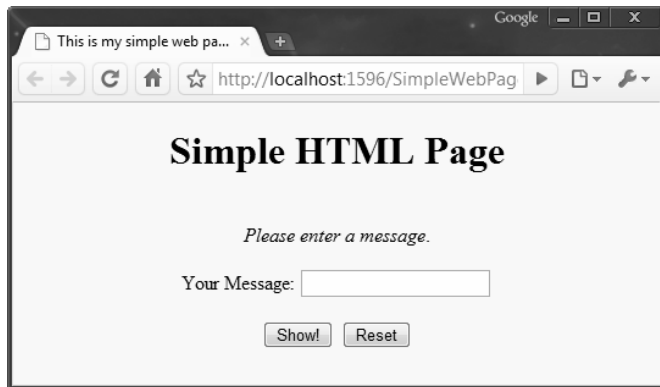 Google
This is my simple web pa...
http://localhost:1596/SimpleWebPag
Simple HTML Page
Please enter a message.
Your Message:
Show! Reset